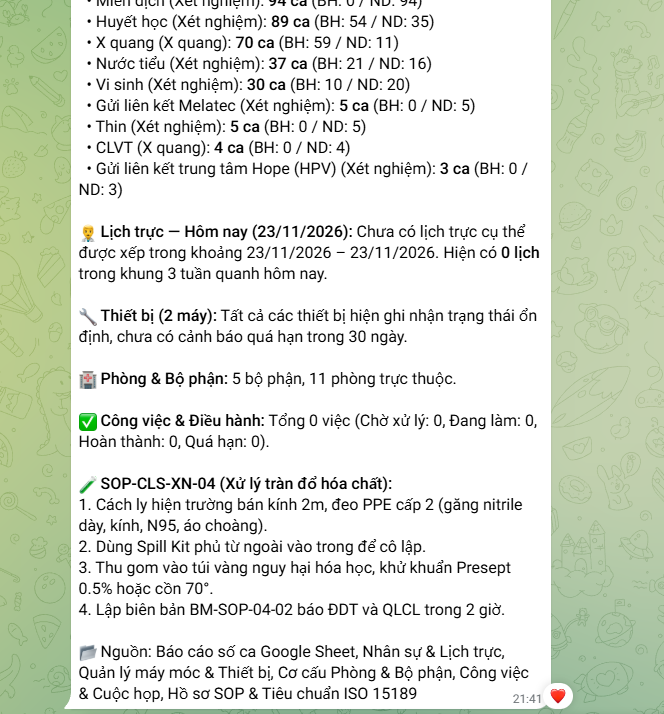 • Miễn dịch (Xét nghiệm): 94 ca (BH: 0 / ND: 94)
• Huyết học (Xét nghiệm): 89 ca (BH: 54 / ND: 35)
• X quang (X quang): 70 ca (BH: 59 / ND: 11)
• Nước tiểu (Xét nghiệm): 37 ca (BH: 21 / ND: 16)
• Vi sinh (Xét nghiệm): 30 ca (BH: 10 / ND: 20)
• Gửi liên kết Melatec (Xét nghiệm): 5 ca (BH: 0 / ND: 5)
• Thin (Xét nghiệm): 5 ca (BH: 0 / ND: 5)
• CLVT (X quang): 4 ca (BH: 0 / ND: 4)
• Gửi liên kết trung tâm Hope (HPV) (Xét nghiệm): 3 ca (BH: 0 /
ND: 3)
👨‍⚕️ Lịch trực — Hôm nay (23/11/2026): Chưa có lịch trực cụ thể
được xếp trong khoảng 23/11/2026 – 23/11/2026. Hiện có 0 lịch
trong khung 3 tuần quanh hôm nay.
🔧 Thiết bị (2 máy): Tất cả các thiết bị hiện ghi nhận trạng thái ổn
định, chưa có cảnh báo quá hạn trong 30 ngày.
🏥 Phòng & Bộ phận: 5 bộ phận, 11 phòng trực thuộc.
✅ Công việc & Điều hành: Tổng 0 việc (Chờ xử lý: 0, Đang làm: 0,
Hoàn thành: 0, Quá hạn: 0).
🧪 SOP-CLS-XN-04 (Xử lý tràn đổ hóa chất):
1. Cách ly hiện trường bán kính 2m, đeo PPE cấp 2 (găng nitrile
dày, kính, N95, áo choàng).
2. Dùng Spill Kit phủ từ ngoài vào trong để cô lập.
3. Thu gom vào túi vàng nguy hại hóa học, khử khuẩn Presept
0.5% hoặc cồn 70°.
4. Lập biên bản BM-SOP-04-02 báo ĐDT và QLCL trong 2 giờ.
📂 Nguồn: Báo cáo số ca Google Sheet, Nhân sự & Lịch trực,
Quản lý máy móc & Thiết bị, Cơ cấu Phòng & Bộ phận, Công việc
& Cuộc họp, Hồ sơ SOP & Tiêu chuẩn ISO 15189
21:41 ❤️